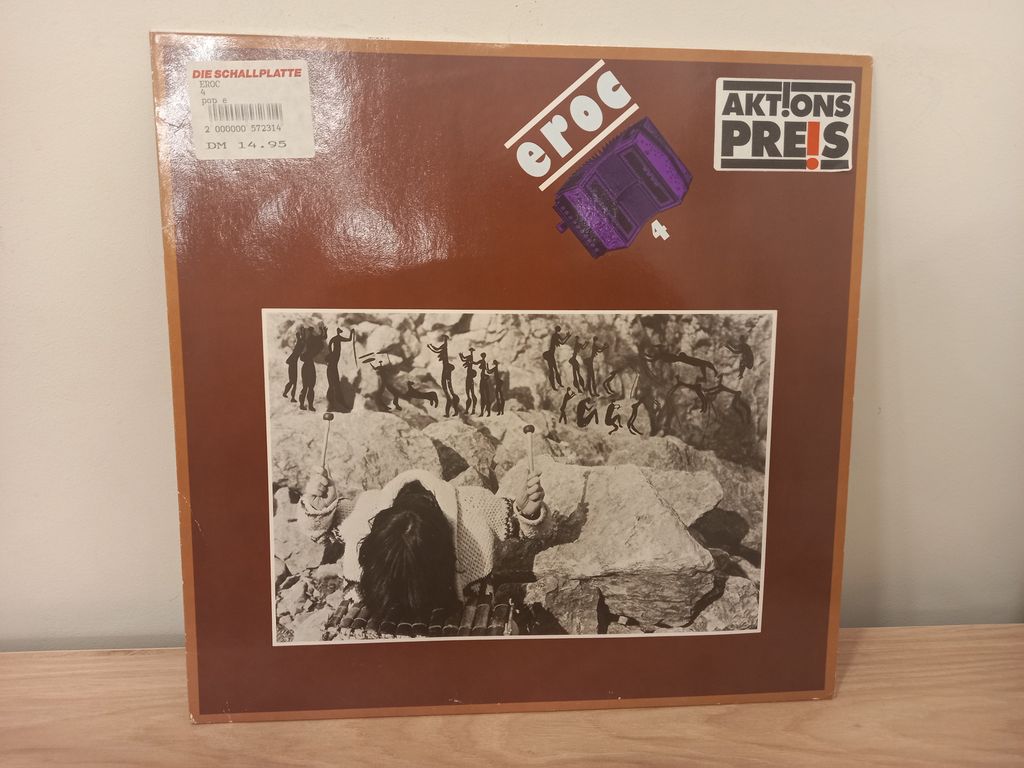 DIE SCHALLPLATTE
EROC
4
pop e
2 000000 572314
DM 14.95
eroc
4
AKT!ONS
PRE!S